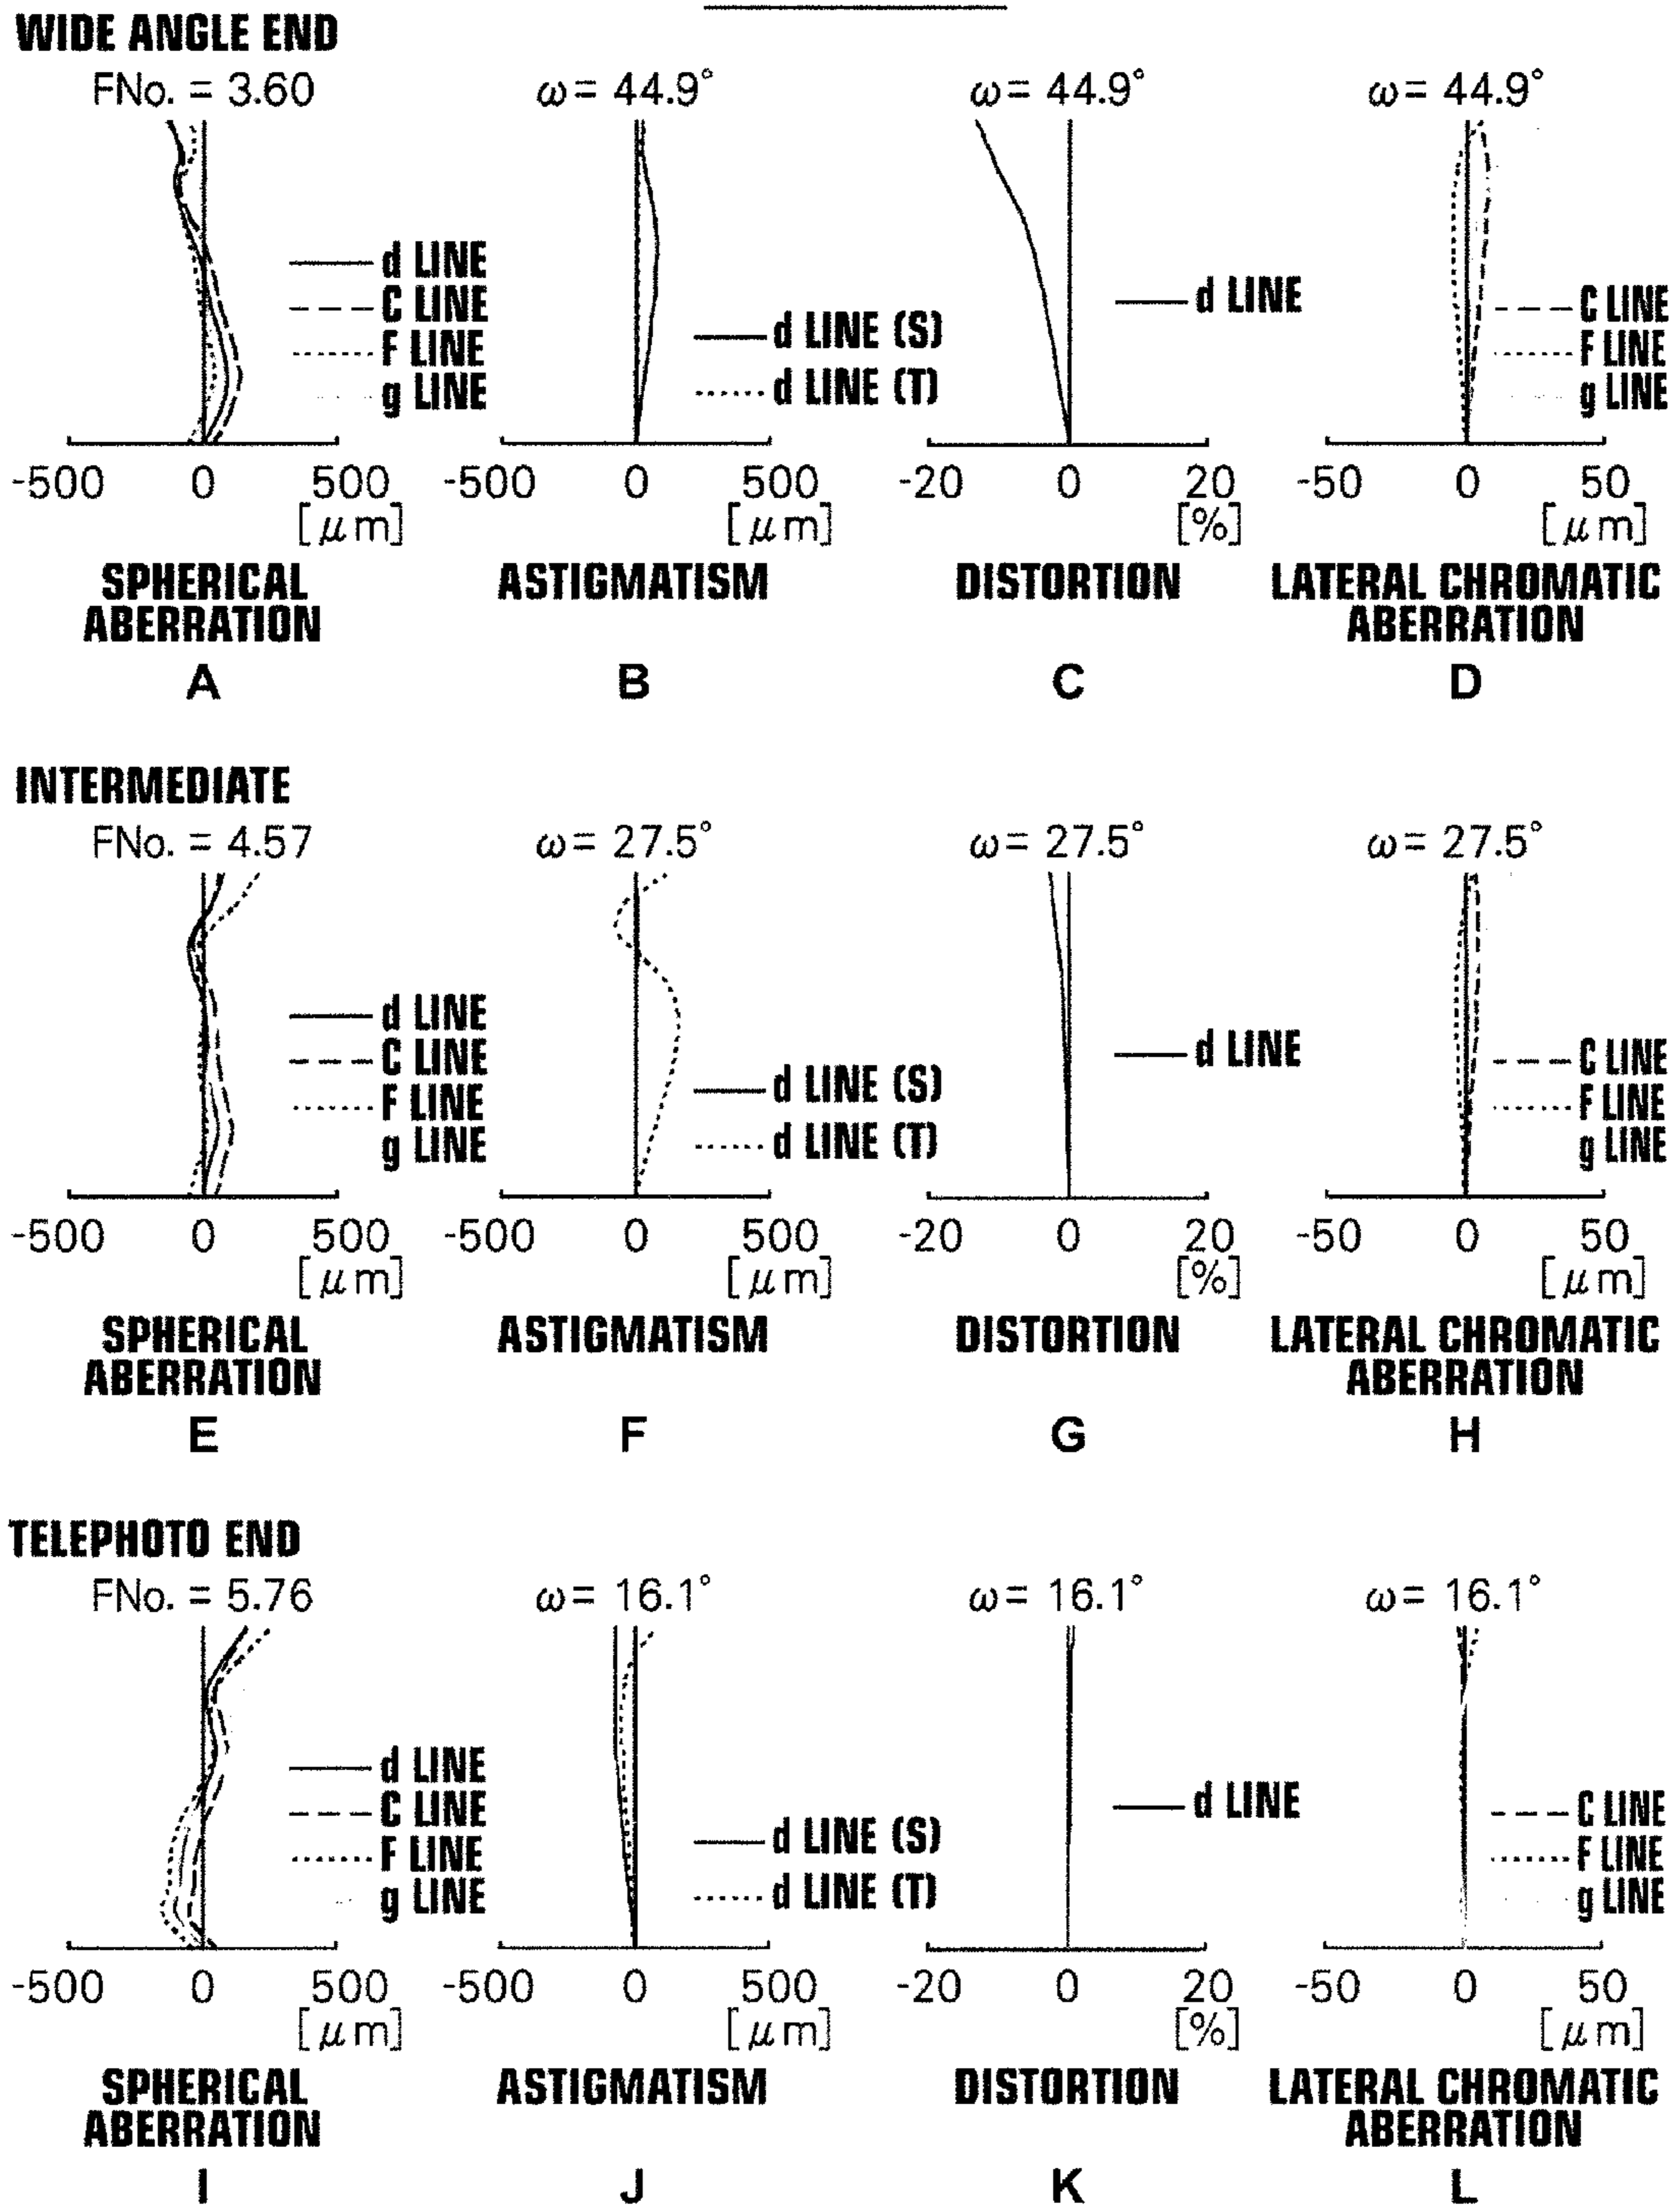 WIDE ANGLE END
FNo. = 3.60
ω= 44.9°
ω= 44.9°
ω= 44.9°
d LINE
C LINE
F LINE
g LINE
d LINE (S)
d LINE (T)
d LINE
C LINE
F LINE
g LINE
-500 0 500
[μm]
-500 0 500
[μm]
-20 0 20
[%]
-50 0 50
[μm]
SPHERICAL
ABERRATION
ASTIGMATISM
DISTORTION
LATERAL CHROMATIC
ABERRATION
A
B
C
D
INTERMEDIATE
FNo. = 4.57
ω= 27.5°
ω= 27.5°
ω= 27.5°
d LINE
C LINE
F LINE
g LINE
d LINE (S)
d LINE (T)
d LINE
C LINE
F LINE
g LINE
-500 0 500
[μm]
-500 0 500
[μm]
-20 0 20
[%]
-50 0 50
[μm]
SPHERICAL
ABERRATION
ASTIGMATISM
DISTORTION
LATERAL CHROMATIC
ABERRATION
E
F
G
H
TELEPHOTO END
FNo. = 5.76
ω= 16.1°
ω= 16.1°
ω= 16.1°
d LINE
C LINE
F LINE
g LINE
d LINE (S)
d LINE (T)
d LINE
C LINE
F LINE
g LINE
-500 0 500
[μm]
-500 0 500
[μm]
-20 0 20
[%]
-50 0 50
[μm]
SPHERICAL
ABERRATION
ASTIGMATISM
DISTORTION
LATERAL CHROMATIC
ABERRATION
I
J
K
L